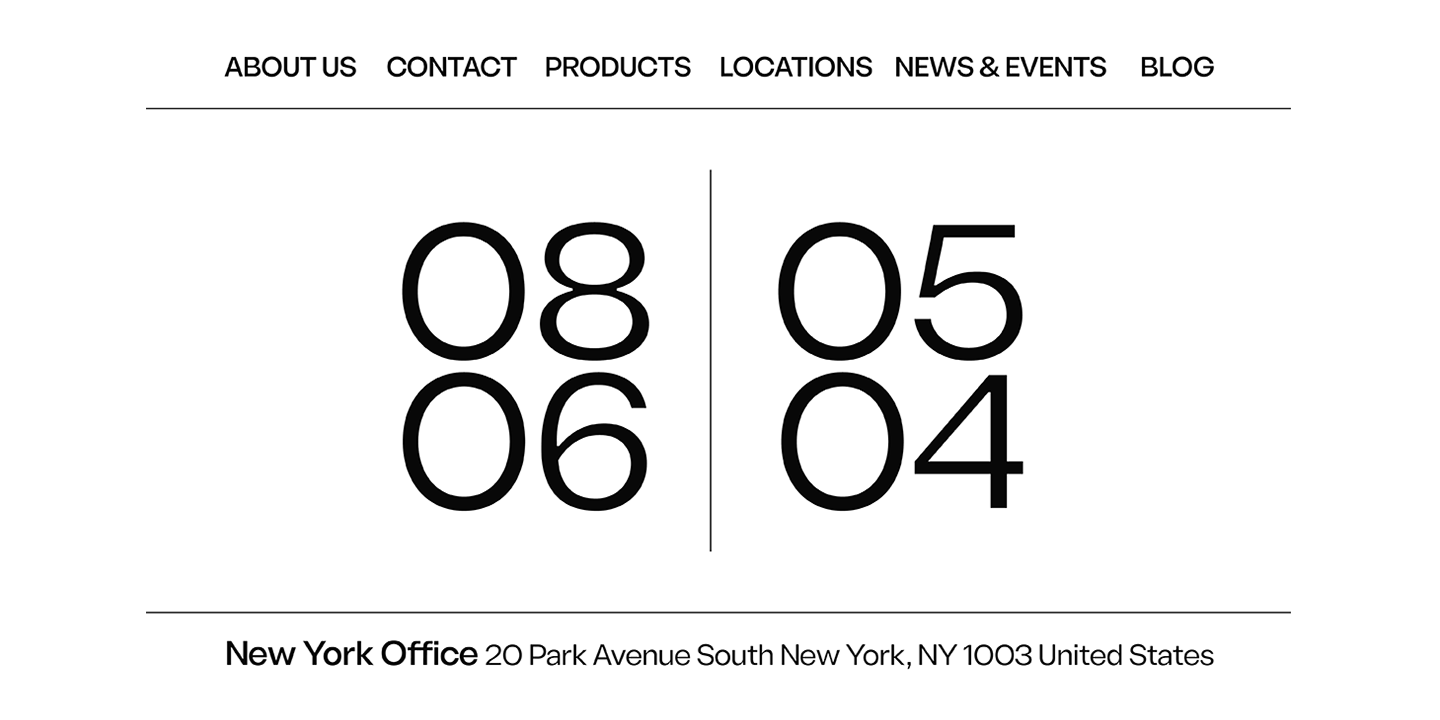 ABOUT US CONTACT PRODUCTS LOCATIONS NEWS & EVENTS BLOG
08 05
06 04
New York Office 20 Park Avenue South New York, NY 1003 United States